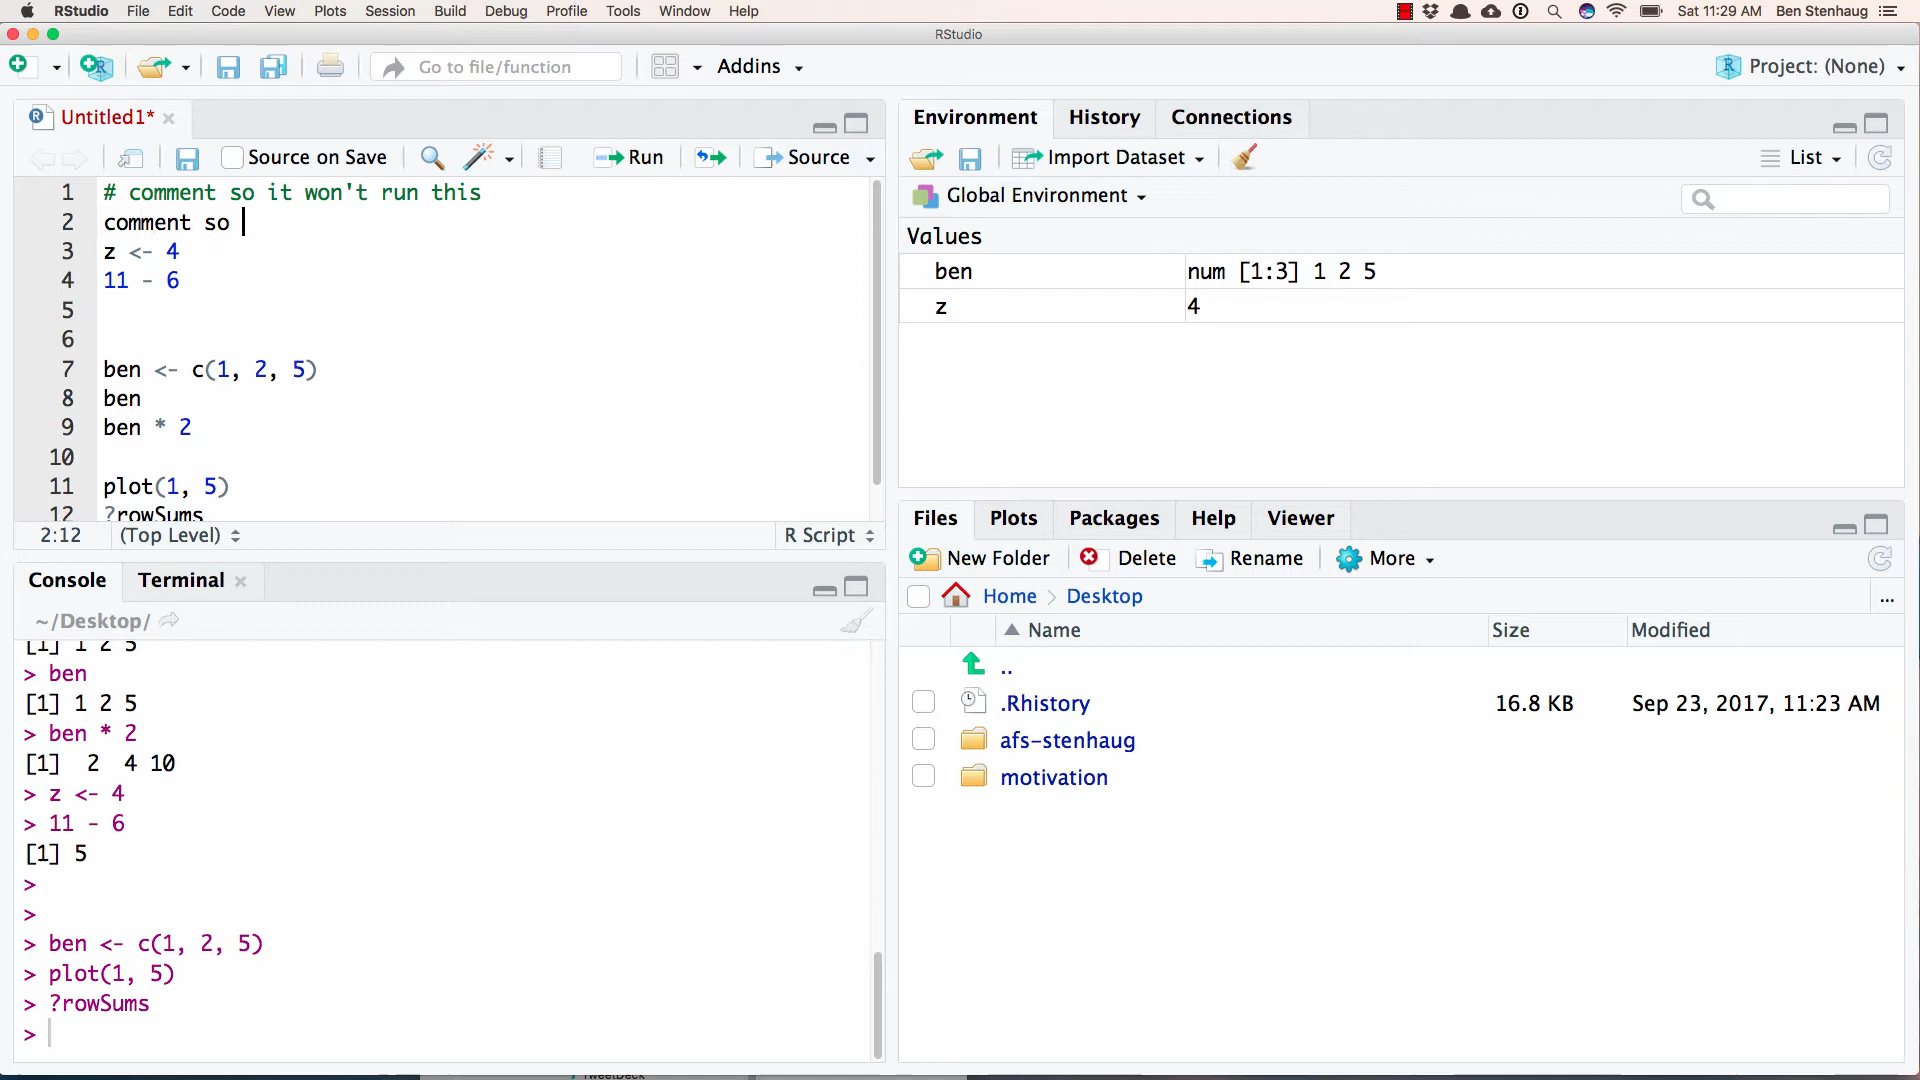 RStudio File Edit Code View Plots Session Build Debug Profile Tools Window Help Sat 11:29 AM Ben Stenhaug
RStudio
Go to file/function Addins Project: (None)
Untitled1*
Source on Save Run Source
1 # comment so it won't run this
2 comment so
3 z <- 4
4 11 - 6
5
6
7 ben <- c(1, 2, 5)
8 ben
9 ben * 2
10
11 plot(1, 5)
12 ?rowSums
2:12 (Top Level) R Script
Console Terminal
~/Desktop/
[1] 1 2 5
> ben
[1] 1 2 5
> ben * 2
[1]  2  4 10
> z <- 4
> 11 - 6
[1] 5
>
>
> ben <- c(1, 2, 5)
> plot(1, 5)
> ?rowSums
>
Environment History Connections
Import Dataset List
Global Environment
Values
ben num [1:3] 1 2 5
z 4
Files Plots Packages Help Viewer
New Folder Delete Rename More
Home Desktop ...
Name Size Modified
..
.Rhistory 16.8 KB Sep 23, 2017, 11:23 AM
afs-stenhaug
motivation
TweetDeck